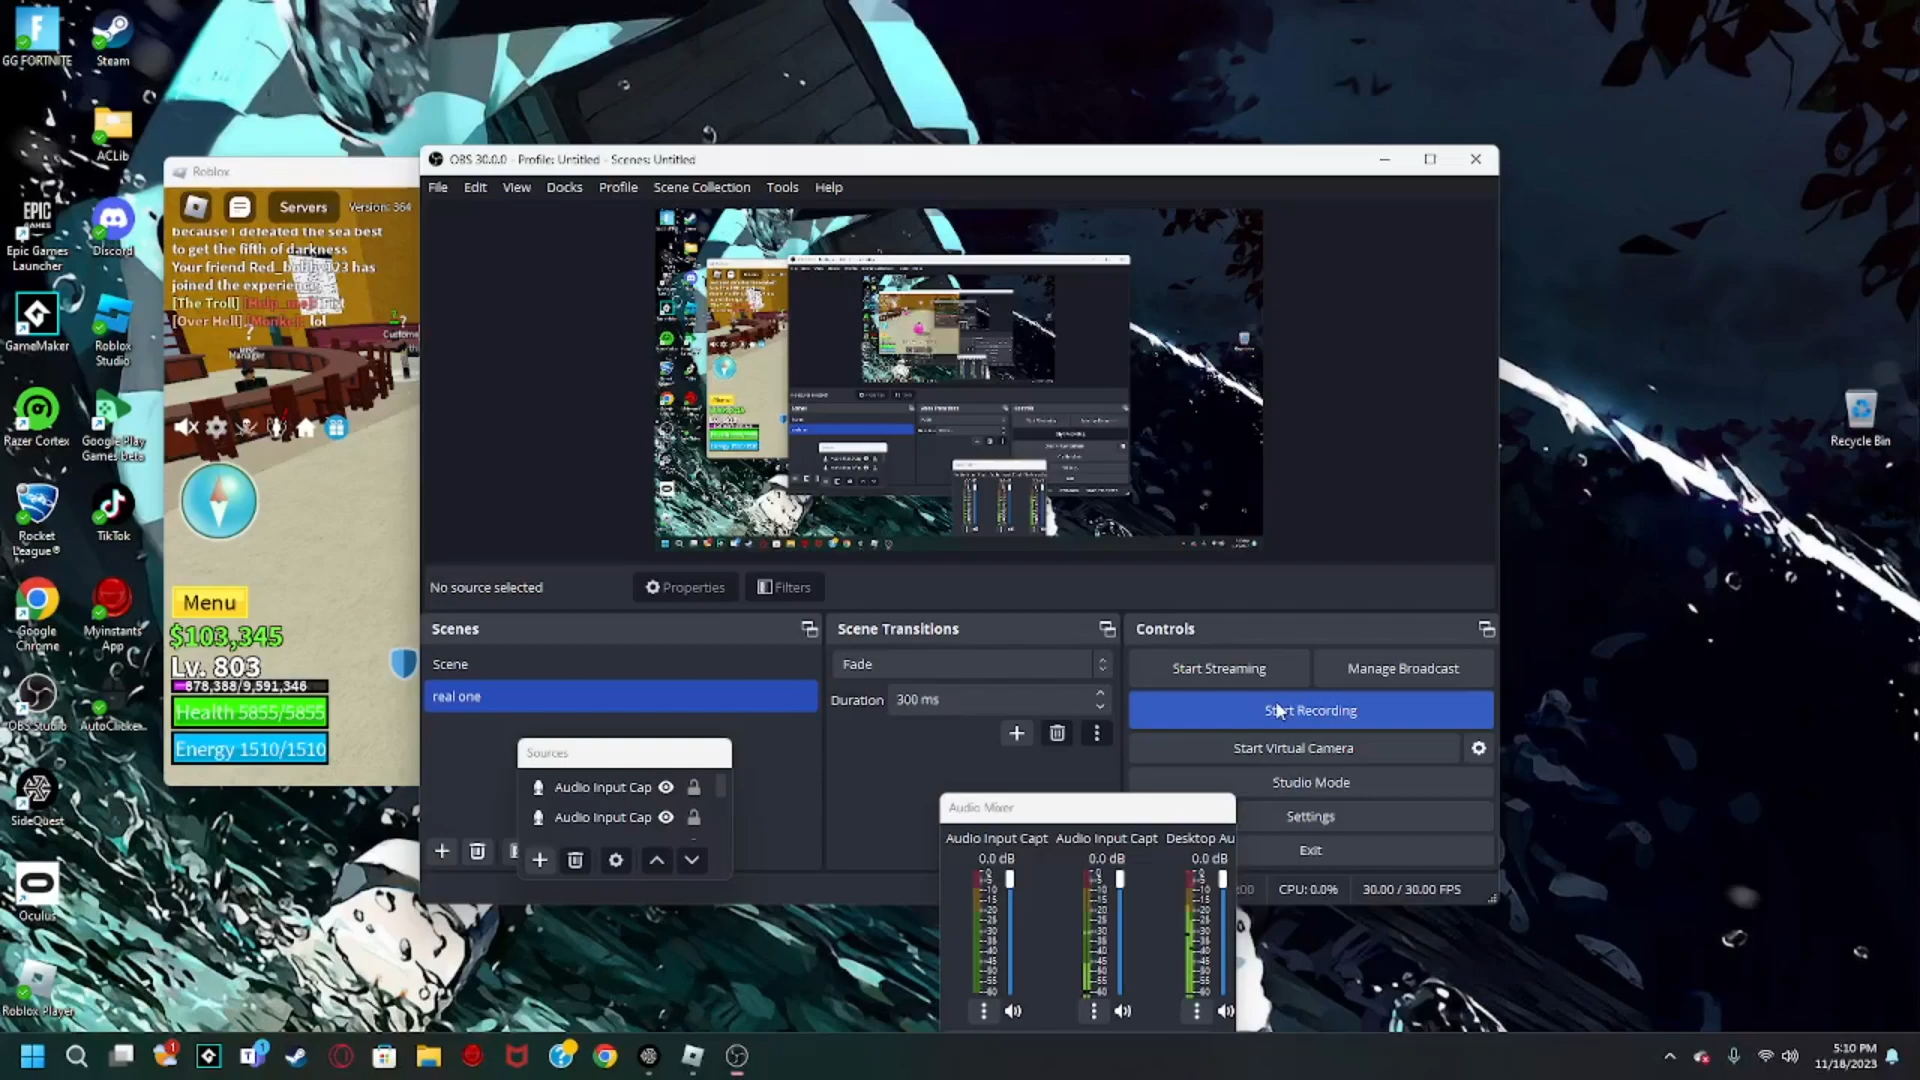 GG FORTNITE
Steam
ACLib
Epic Games
Launcher
Discord
GameMaker
Roblox
Studio
Razer Cortex
Google Play
Games beta
Rocket
League®
TikTok
Google
Chrome
Myinstants
App
OBS Studio
AutoClicke...
SideQuest
Oculus
Roblox Player
Recycle Bin
Roblox
Servers
Version: 364
because I defeated the sea best
to get the fifth of darkness
joined the experience
[The Troll]
[Over Hell] lol
Manager
Menu
$103,345
Lv. 803
878,388/9,591,346
Health 5855/5855
Energy 1510/1510
OBS 30.0.0 - Profile: Untitled - Scenes: Untitled
File Edit View Docks Profile Scene Collection Tools Help
No source selected
Properties
Filters
Scenes
Scene
real one
Sources
Audio Input Cap
Audio Input Cap
Scene Transitions
Fade
Duration 300 ms
Controls
Start Streaming
Manage Broadcast
Start Recording
Start Virtual Camera
Studio Mode
Settings
Exit
CPU: 0.0%
30.00 / 30.00 FPS
Audio Mixer
Audio Input Capt Audio Input Capt Desktop Au
0.0 dB 0.0 dB 0.0 dB
5:10 PM
11/18/2023